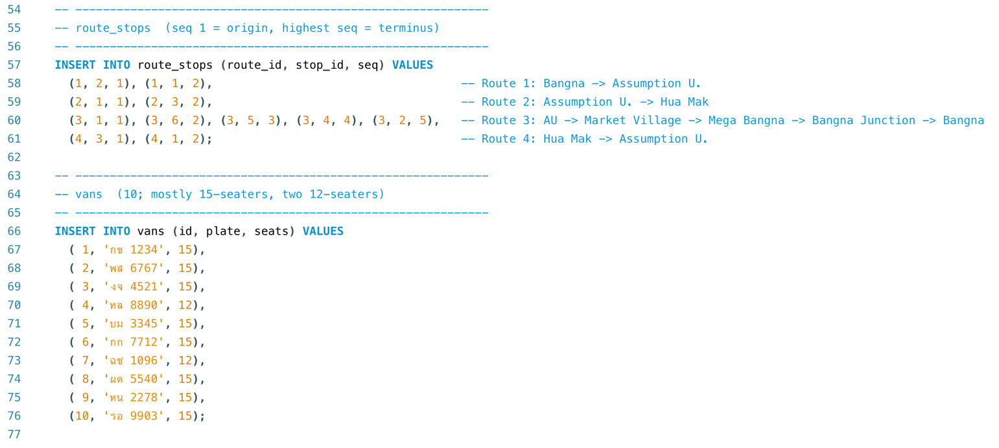 54 -- ------------------------------------------------------------
55 -- route_stops  (seq 1 = origin, highest seq = terminus)
56 -- ------------------------------------------------------------
57 INSERT INTO route_stops (route_id, stop_id, seq) VALUES
58   (1, 2, 1), (1, 1, 2),                                    -- Route 1: Bangna -> Assumption U.
59   (2, 1, 1), (2, 3, 2),                                    -- Route 2: Assumption U. -> Hua Mak
60   (3, 1, 1), (3, 6, 2), (3, 5, 3), (3, 4, 4), (3, 2, 5),   -- Route 3: AU -> Market Village -> Mega Bangna -> Bangna Junction -> Bangna
61   (4, 3, 1), (4, 1, 2);                                    -- Route 4: Hua Mak -> Assumption U.
62
63 -- ------------------------------------------------------------
64 -- vans  (10; mostly 15-seaters, two 12-seaters)
65 -- ------------------------------------------------------------
66 INSERT INTO vans (id, plate, seats) VALUES
67   ( 1, 'กข 1234', 15),
68   ( 2, 'พส 6767', 15),
69   ( 3, 'งจ 4521', 15),
70   ( 4, 'ทล 8890', 12),
71   ( 5, 'บม 3345', 15),
72   ( 6, 'กก 7712', 15),
73   ( 7, 'ฉช 1096', 12),
74   ( 8, 'ผด 5540', 15),
75   ( 9, 'หน 2278', 15),
76   (10, 'รอ 9903', 15);
77